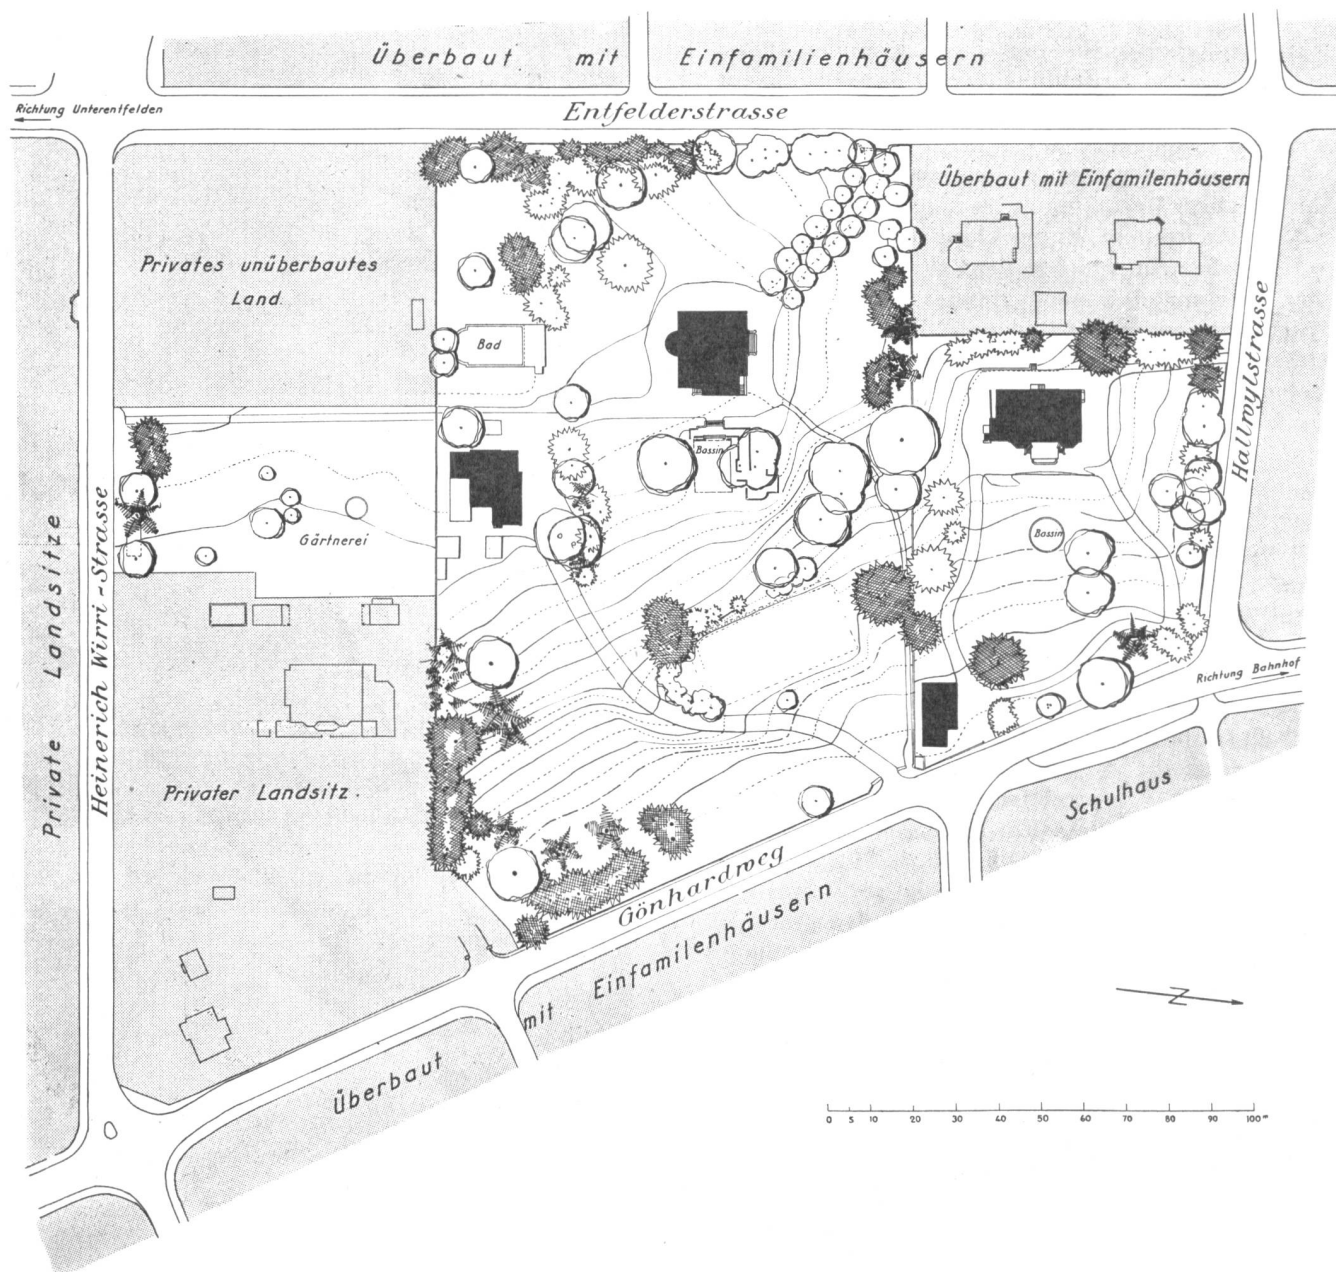 Überbaut mit Einfamilienhäusern
Richtung Unterentfelden
Entfelderstrasse
Überbaut mit Einfamilenhäusern
Privates unüberbautes
Land
Bad
Hallwylstrasse
Bassin
Bassin
Gärtnerei
Private Landsitze
Heinerich Wirri-Strasse
Richtung Bahnhof
Privater Landsitz.
Schulhaus
Gönhardweg
Überbaut mit Einfamilenhäusern
Z
0 5 10 20 30 40 50 60 70 80 90 100 m